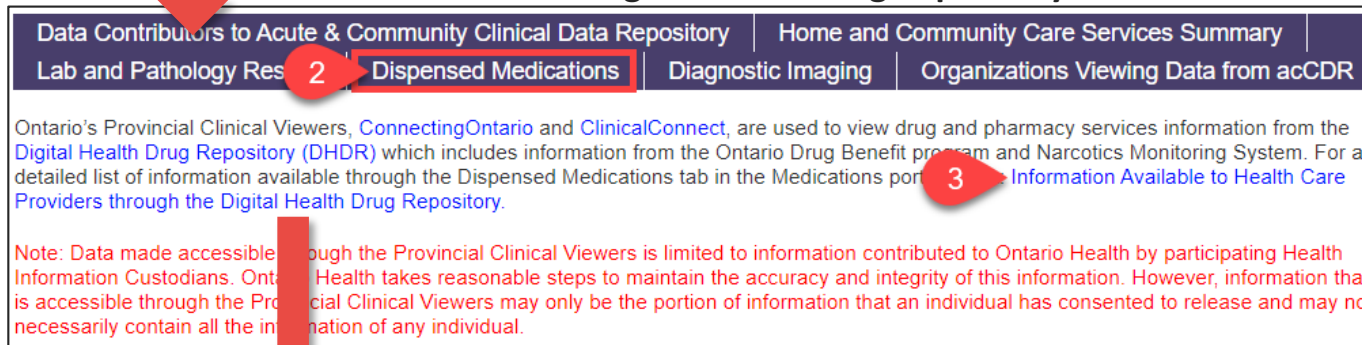 Data Contributors to Acute & Community Clinical Data Repository Home and Community Care Services Summary
Lab and Pathology Res 2 Dispensed Medications Diagnostic Imaging Organizations Viewing Data from acCDR
Ontario's Provincial Clinical Viewers, ConnectingOntario and ClinicalConnect, are used to view drug and pharmacy services information from the
Digital Health Drug Repository (DHDR) which includes information from the Ontario Drug Benefit program and Narcotics Monitoring System. For a
detailed list of information available through the Dispensed Medications tab in the Medications port 3 Information Available to Health Care
Providers through the Digital Health Drug Repository.
Note: Data made accessible ough the Provincial Clinical Viewers is limited to information contributed to Ontario Health by participating Health
Information Custodians. Ont Health takes reasonable steps to maintain the accuracy and integrity of this information. However, information tha
is accessible through the Pro cial Clinical Viewers may only be the portion of information that an individual has consented to release and may no
necessarily contain all the in mation of any individual.